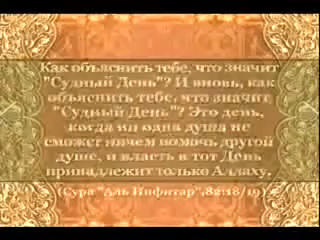 Как объяснить тебе, что значит
"Судный День"? И вновь, как
объяснить тебе, что значит
"Судный День"? Это день,
когда ни одна душа не
сможет ничем помочь другой
душе, и власть в тот День
принадлежит только Аллаху.
(Сура "Аль Инфитар", 82:18/19)